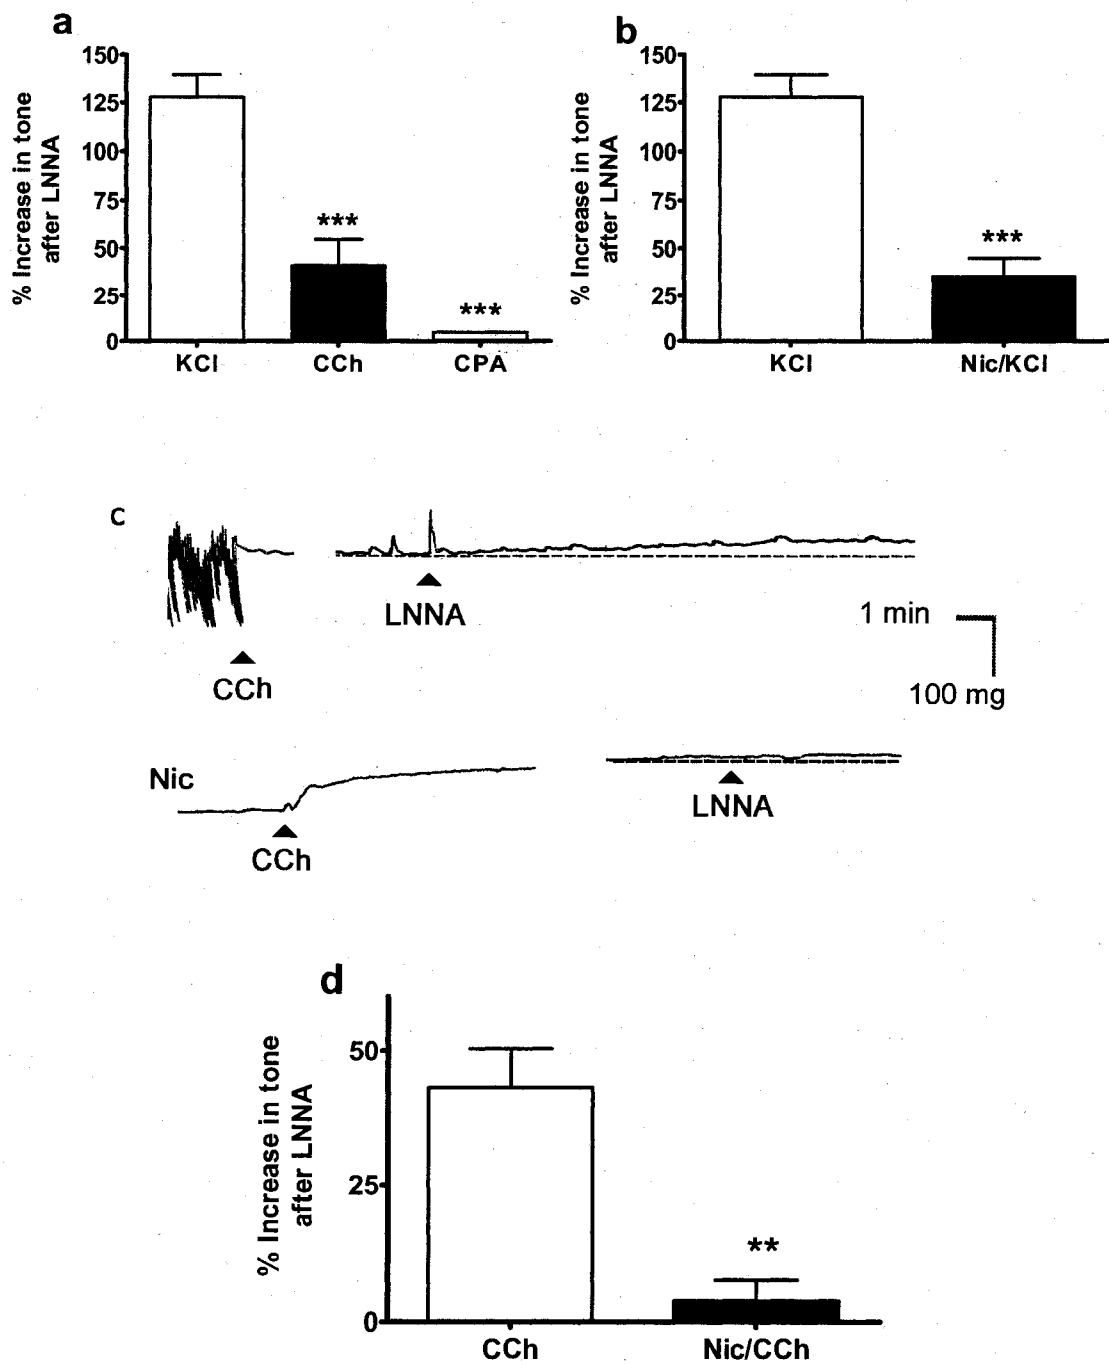 a
% Increase in tone
after LNNA
150
125
100
75
50
25
0
***
***
KCl
CCh
CPA
b
% Increase in tone
after LNNA
150
125
100
75
50
25
0
***
KCl
Nic/KCl
c
LNNA
CCh
1 min
100 mg
Nic
CCh
LNNA
d
% Increase in tone
after LNNA
50
25
0
**
CCh
Nic/CCh